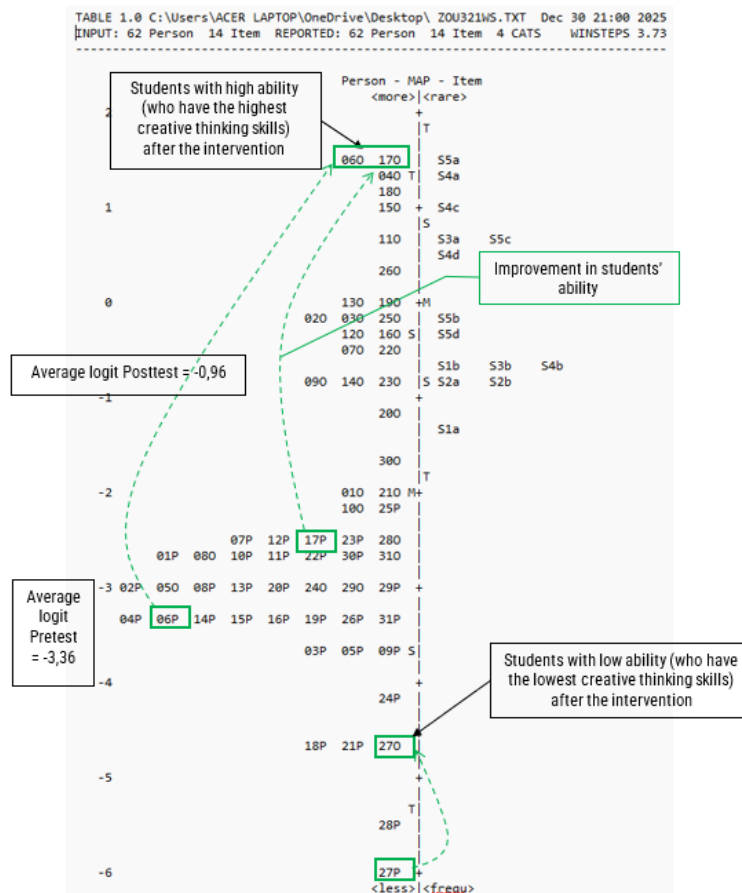 TABLE 1.0 C:\Users\ACER LAPTOP\OneDrive\Desktop\ ZOU321WS.TXT  Dec 30 21:00 2025
INPUT: 62 Person  14 Item  REPORTED: 62 Person  14 Item  4 CATS    WINSTEPS 3.73
--------------------------------------------------------------------------------
Person - MAP - Item
<more>|<rare>
Students with high ability
(who have the highest
creative thinking skills)
after the intervention
2 +
|T
06O 17O | S5a
04O T| S4a
18O |
1 15O + S4c
|S
11O | S3a S5c
| S4d
26O |
Improvement in students'
ability
0 13O 19O +M
02O 03O 25O | S5b
12O 16O S| S5d
07O 22O |
Average logit Posttest = -0,96
| S1b S3b S4b
09O 14O 23O |S S2a S2b
-1 +
20O |
| S1a
30O |
|T
-2 01O 21O M+
10O 25P |
07P 12P 17P 23P 28O |
01P 08O 10P 11P 22P 30P 31O |
-3 02P 05O 08P 13P 20P 24O 29O 29P +
04P 06P 14P 15P 16P 19P 26P 31P |
Average
logit
Pretest
= -3,36
03P 05P 09P S|
-4 +
24P |
Students with low ability (who have
the lowest creative thinking skills)
after the intervention
18P 21P 27O |
-5 +
T|
28P |
-6 27P +
<less>|<frequ>